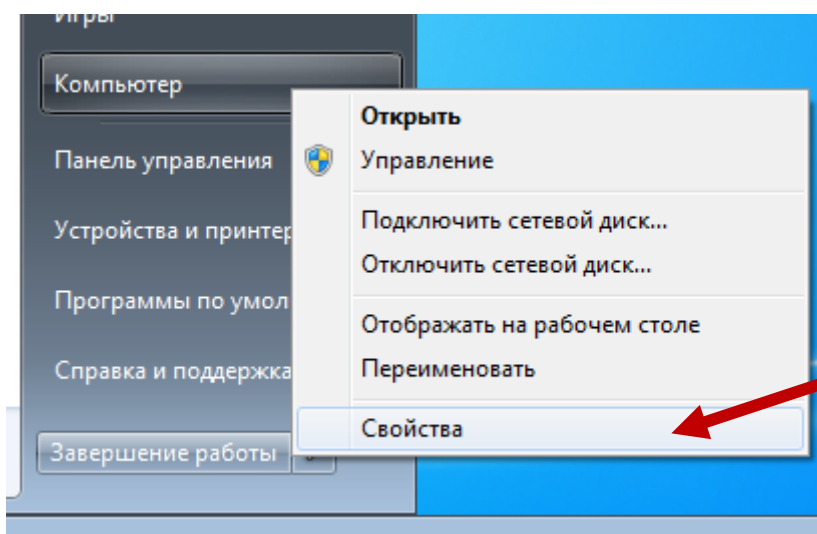 Игры
Компьютер
Панель управления
Устройства и принтер
Программы по умол
Справка и поддержка
Завершение работы
Открыть
Управление
Подключить сетевой диск...
Отключить сетевой диск...
Отображать на рабочем столе
Переименовать
Свойства